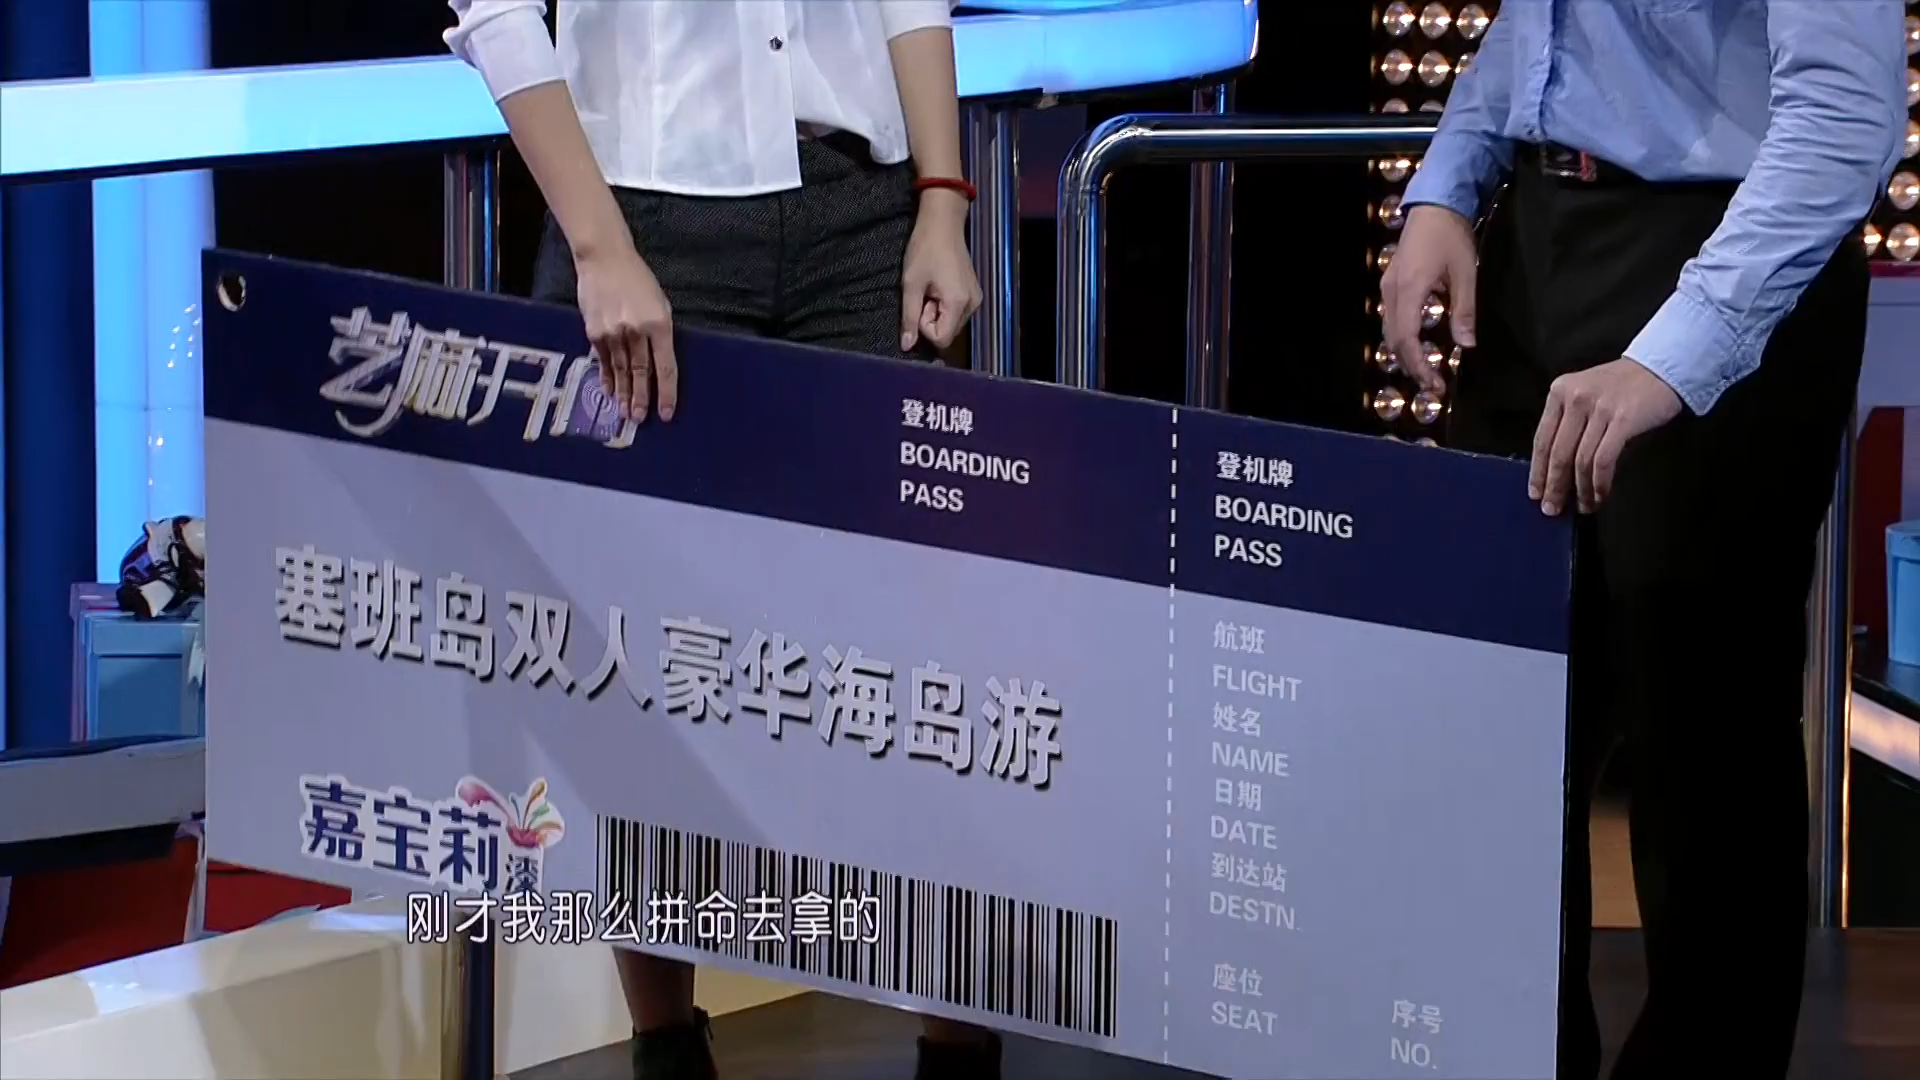 芝麻开门
登机牌
BOARDING
PASS
登机牌
BOARDING
PASS
塞班岛双人豪华海岛游
嘉宝莉漆
航班
FLIGHT
姓名
NAME
日期
DATE
到达站
DESTN.
座位
SEAT
序号
NO.
刚才我那么拼命去拿的